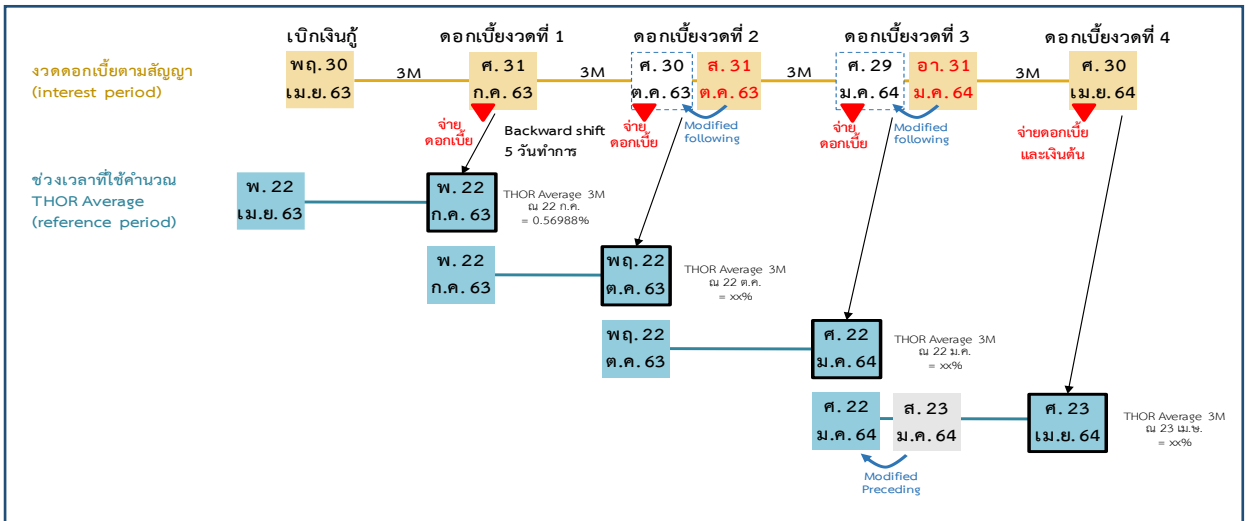 เบิกเงินกู้
ดอกเบี้ยงวดที่ 1
ดอกเบี้ยงวดที่ 2
ดอกเบี้ยงวดที่ 3
ดอกเบี้ยงวดที่ 4
งวดดอกเบี้ยตามสัญญา
(interest period)
พฤ. 30
เม.ย. 63
3M
ศ. 31
ก.ค. 63
3M
ศ. 30
ต.ค. 63
ส. 31
ต.ค. 63
3M
ศ. 29
ม.ค. 64
อา. 31
ม.ค. 64
3M
ศ. 30
เม.ย. 64
จ่าย
ดอกเบี้ย
Backward shift
5 วันทำการ
จ่าย
ดอกเบี้ย
Modified
following
จ่าย
ดอกเบี้ย
Modified
following
จ่ายดอกเบี้ย
และเงินต้น
ช่วงเวลาที่ใช้คำนวณ
THOR Average
(reference period)
พ. 22
เม.ย. 63
พ. 22
ก.ค. 63
THOR Average 3M
ณ 22 ก.ค.
= 0.56988%
พ. 22
ก.ค. 63
พฤ. 22
ต.ค. 63
THOR Average 3M
ณ 22 ต.ค.
= xx%
พฤ. 22
ต.ค. 63
ศ. 22
ม.ค. 64
THOR Average 3M
ณ 22 ม.ค.
= xx%
ศ. 22
ม.ค. 64
ส. 23
ม.ค. 64
ศ. 23
เม.ย. 64
THOR Average 3M
ณ 23 เม.ษ.
= xx%
Modified
Preceding